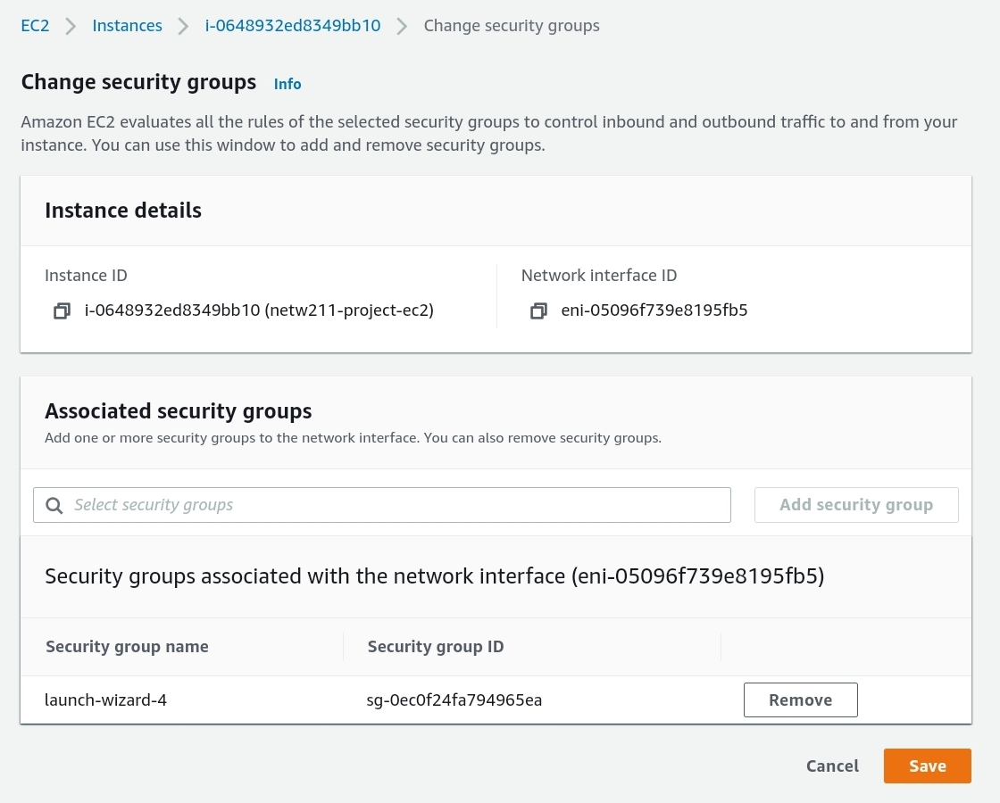 EC2 Instances i-0648932ed8349bb10 Change security groups
Change security groups Info
Amazon EC2 evaluates all the rules of the selected security groups to control inbound and outbound traffic to and from your
instance. You can use this window to add and remove security groups.
Instance details
Instance ID
i-0648932ed8349bb10 (netw211-project-ec2)
Network interface ID
eni-05096f739e8195fb5
Associated security groups
Add one or more security groups to the network interface. You can also remove security groups.
Select security groups
Add security group
Security groups associated with the network interface (eni-05096f739e8195fb5)
Security group name Security group ID
launch-wizard-4 sg-0ec0f24fa794965ea Remove
Cancel Save